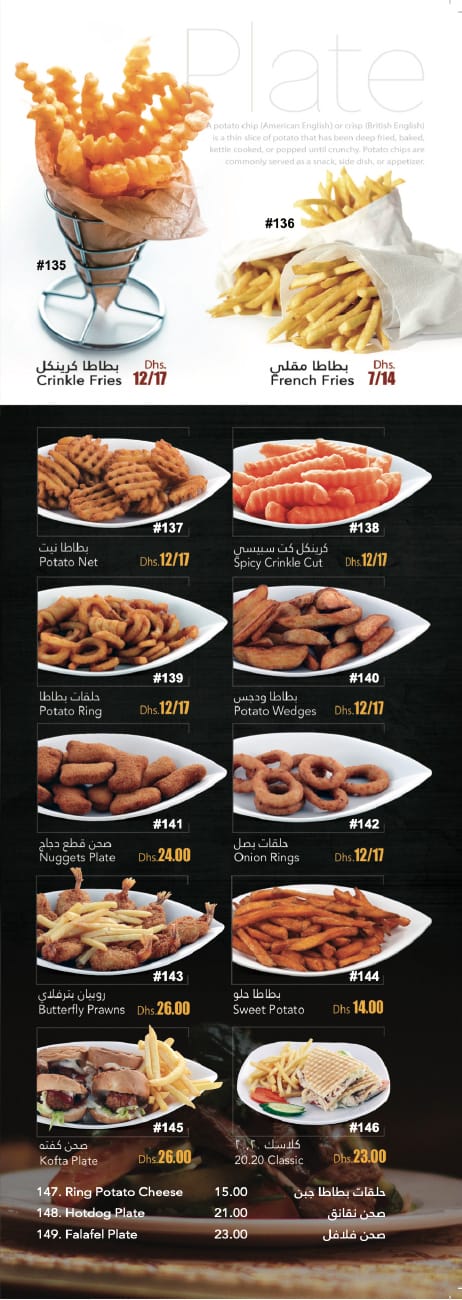 Plate
A potato chip (American English) or crisp (British English)
is a thin slice of potato that has been deep fried, baked,
kettle cooked, or popped until crunchy. Potato chips are
commonly served as a snack, side dish, or appetizer.
#135
#136
بطاطا كرينكل
Crinkle Fries
Dhs.
12/17
بطاطا مقلي
French Fries
Dhs.
7/14
#137
بطاطا نيت
Potato Net Dhs.12/17
#138
كرينكل كت سبيسي
Spicy Crinkle Cut Dhs.12/17
#139
حلقات بطاطا
Potato Ring Dhs.12/17
#140
بطاطا ودجس
Potato Wedges Dhs.12/17
#141
صحن قطع دجاج
Nuggets Plate Dhs.24.00
#142
حلقات بصل
Onion Rings Dhs.12/17
#143
روبيان بترفلاي
Butterfly Prawns Dhs.26.00
#144
بطاطا حلو
Sweet Potato Dhs 14.00
#145
صحن كفته
Kofta Plate Dhs.26.00
#146
كلاسك ٢٠.٢٠
20.20 Classic Dhs.23.00
147. Ring Potato Cheese 15.00 حلقات بطاطا جبن
148. Hotdog Plate 21.00 صحن نقانق
149. Falafel Plate 23.00 صحن فلافل